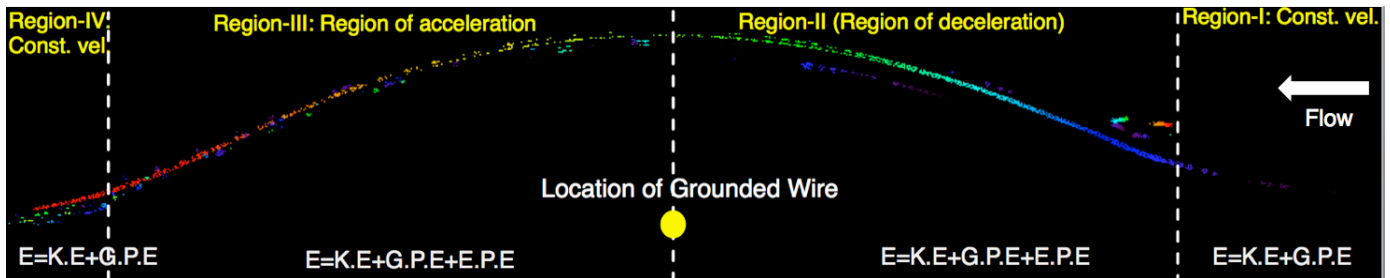 Region-IV
Const. vel.
Region-III: Region of acceleration
Region-II (Region of deceleration)
Region-I: Const. vel.
Flow
Location of Grounded Wire
E=K.E+G.P.E
E=K.E+G.P.E+E.P.E
E=K.E+G.P.E+E.P.E
E=K.E+G.P.E